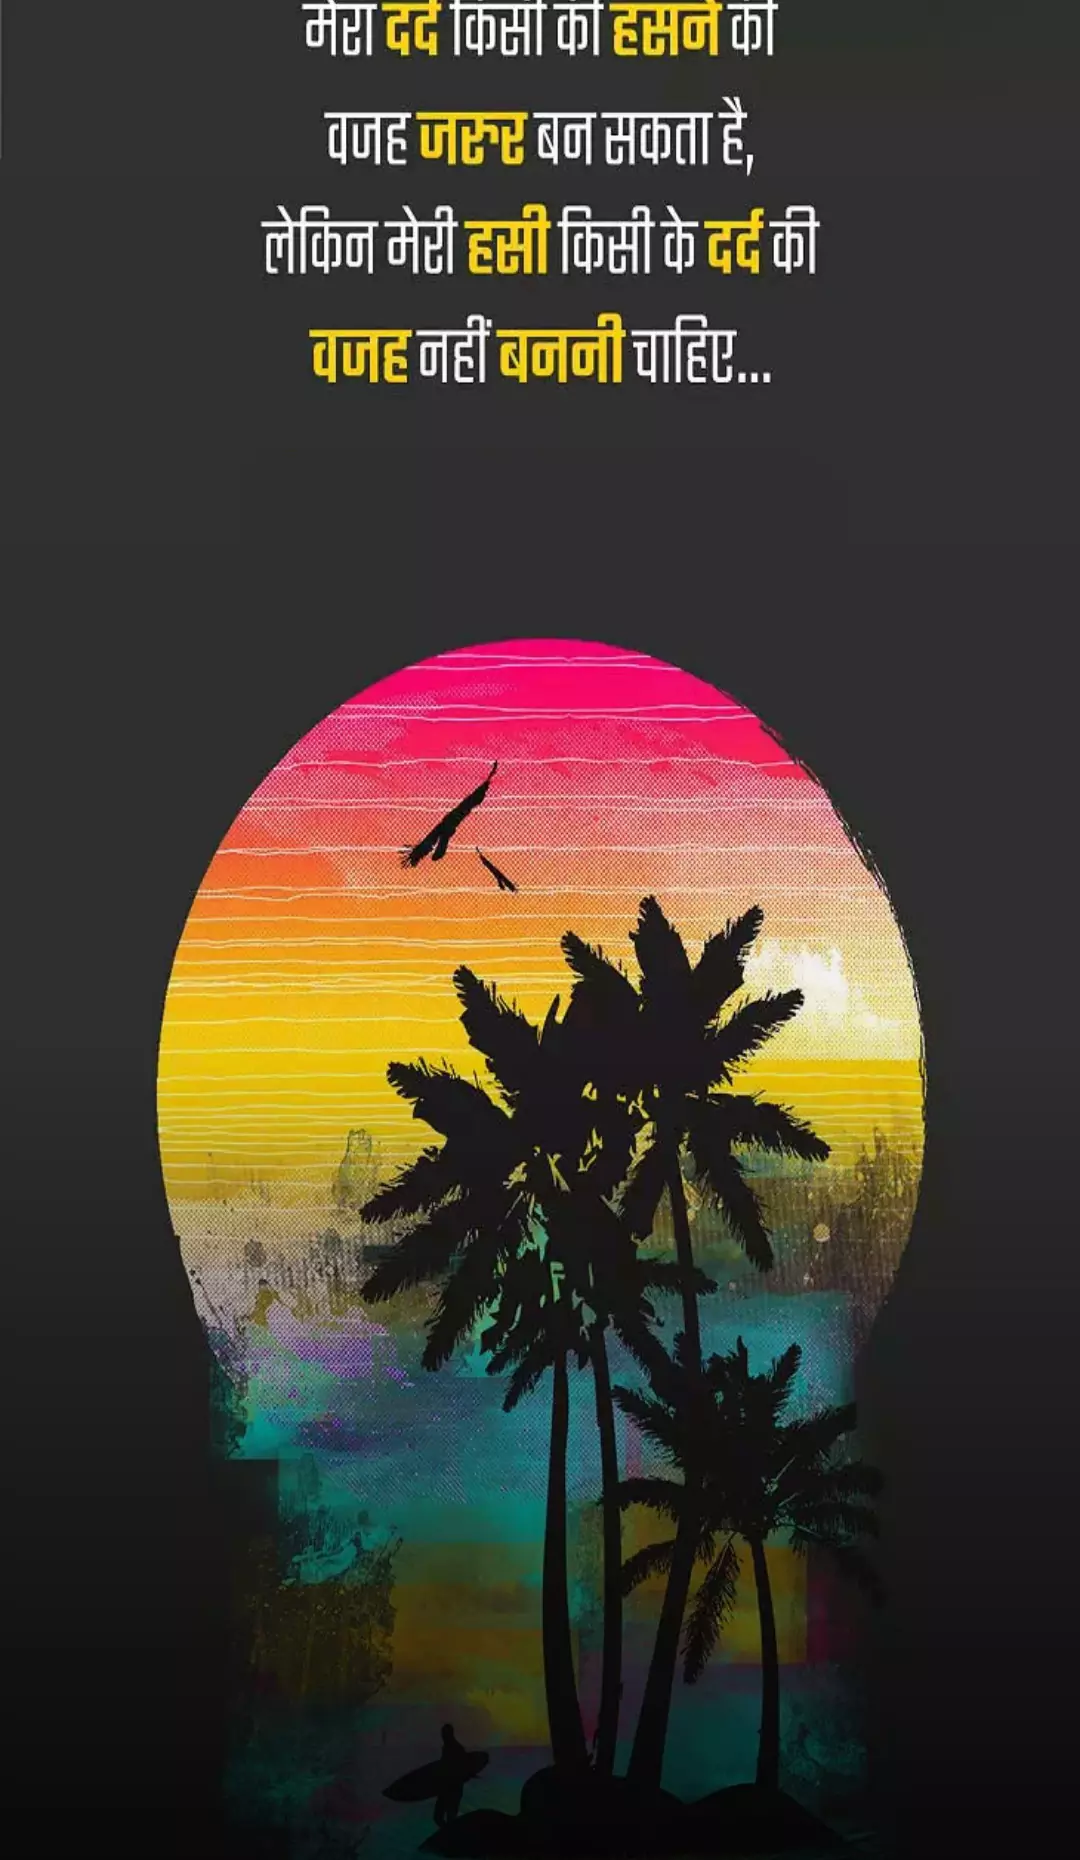 मेरा दर्द किसी की हसने की
वजह जरुर बन सकता है,
लेकिन मेरी हसी किसी के दर्द की
वजह नहीं बननी चाहिए...